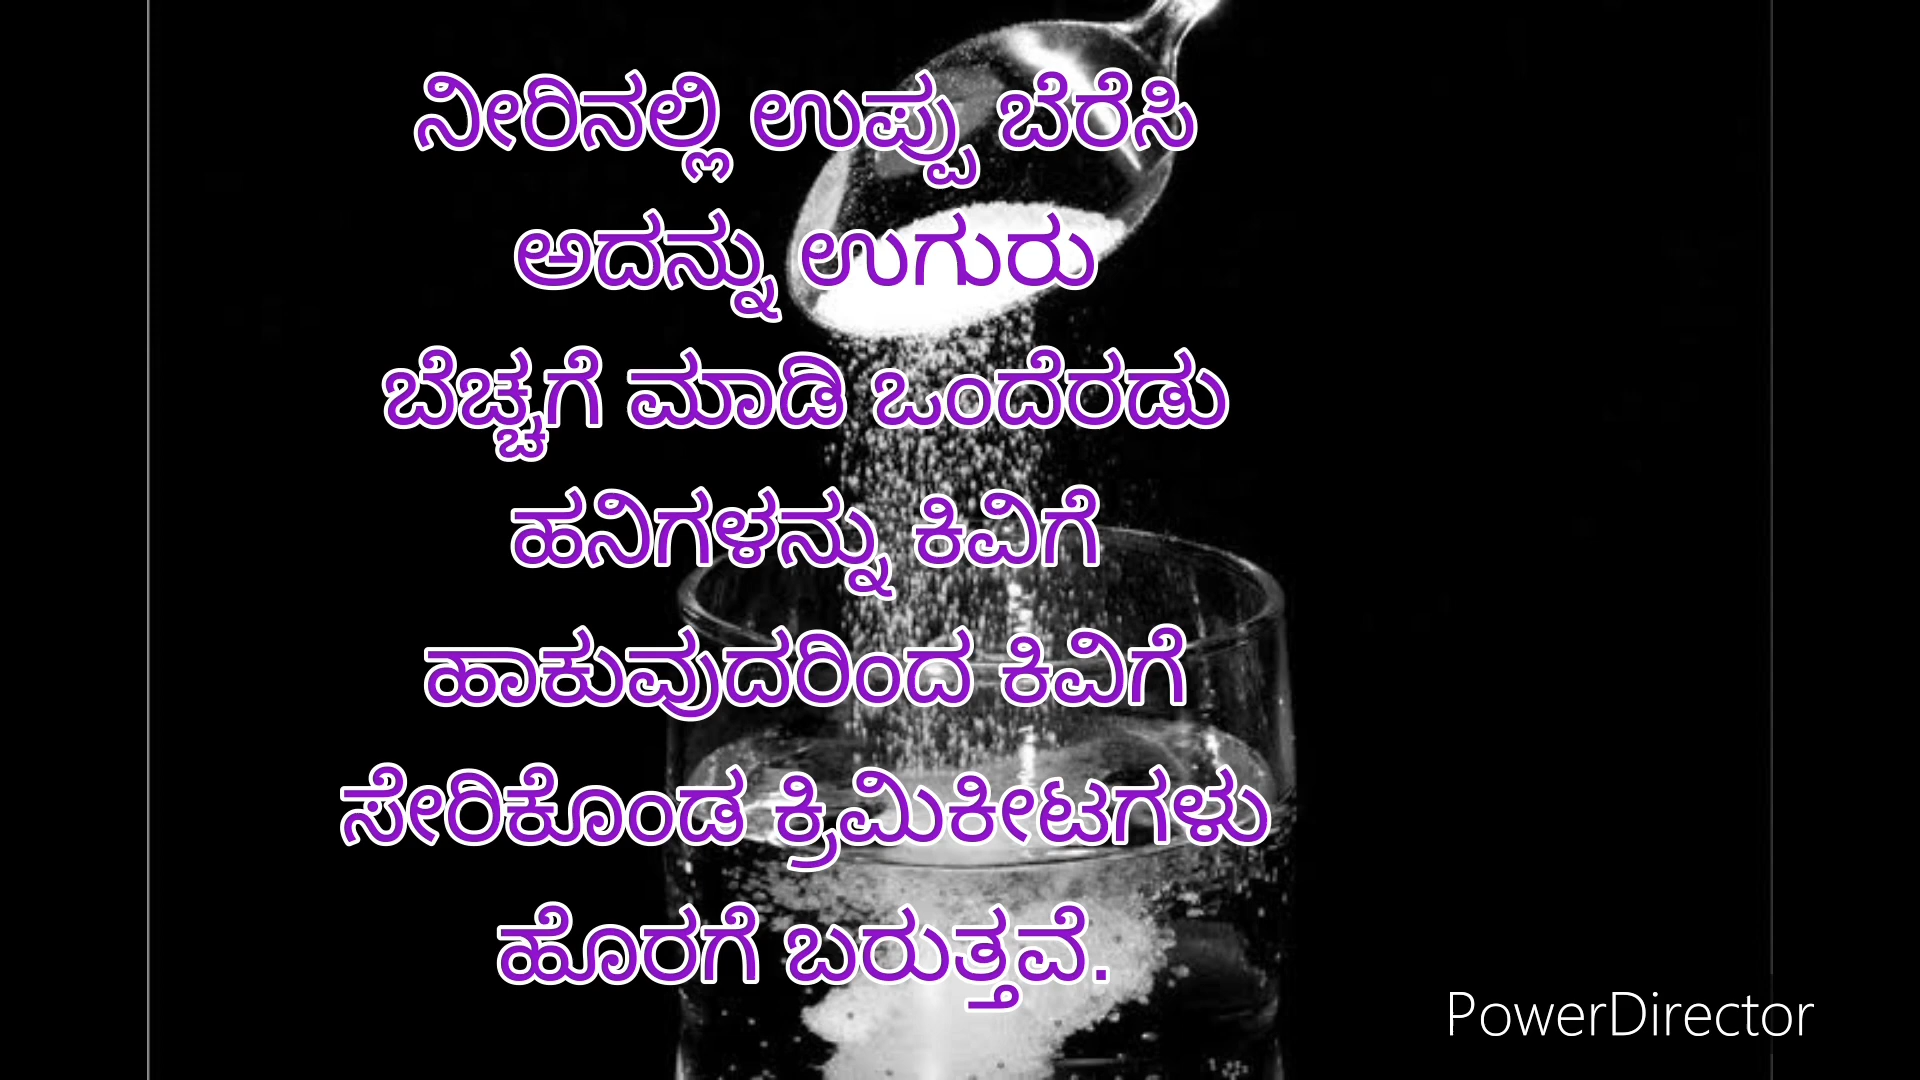 ನೀರಿನಲ್ಲಿ ಉಪ್ಪು ಬೆರೆಸಿ
ಅದನ್ನು ಉಗುರು
ಬೆಚ್ಚಗೆ ಮಾಡಿ ಒಂದೆರಡು
ಹನಿಗಳನ್ನು ಕಿವಿಗೆ
ಹಾಕುವುದರಿಂದ ಕಿವಿಗೆ
ಸೇರಿಕೊಂಡ ಕ್ರಿಮಿಕೀಟಗಳು
ಹೊರಗೆ ಬರುತ್ತವೆ.
PowerDirector